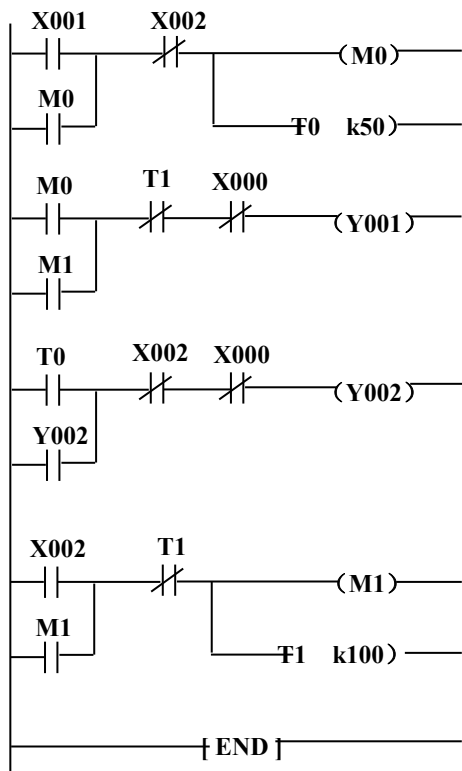 X001 X002
(M0)
M0
T0 k50)
M0 T1 X000
(Y001)
M1
T0 X002 X000
(Y002)
Y002
X002 T1
(M1)
M1
T1 k100)
[ END ]